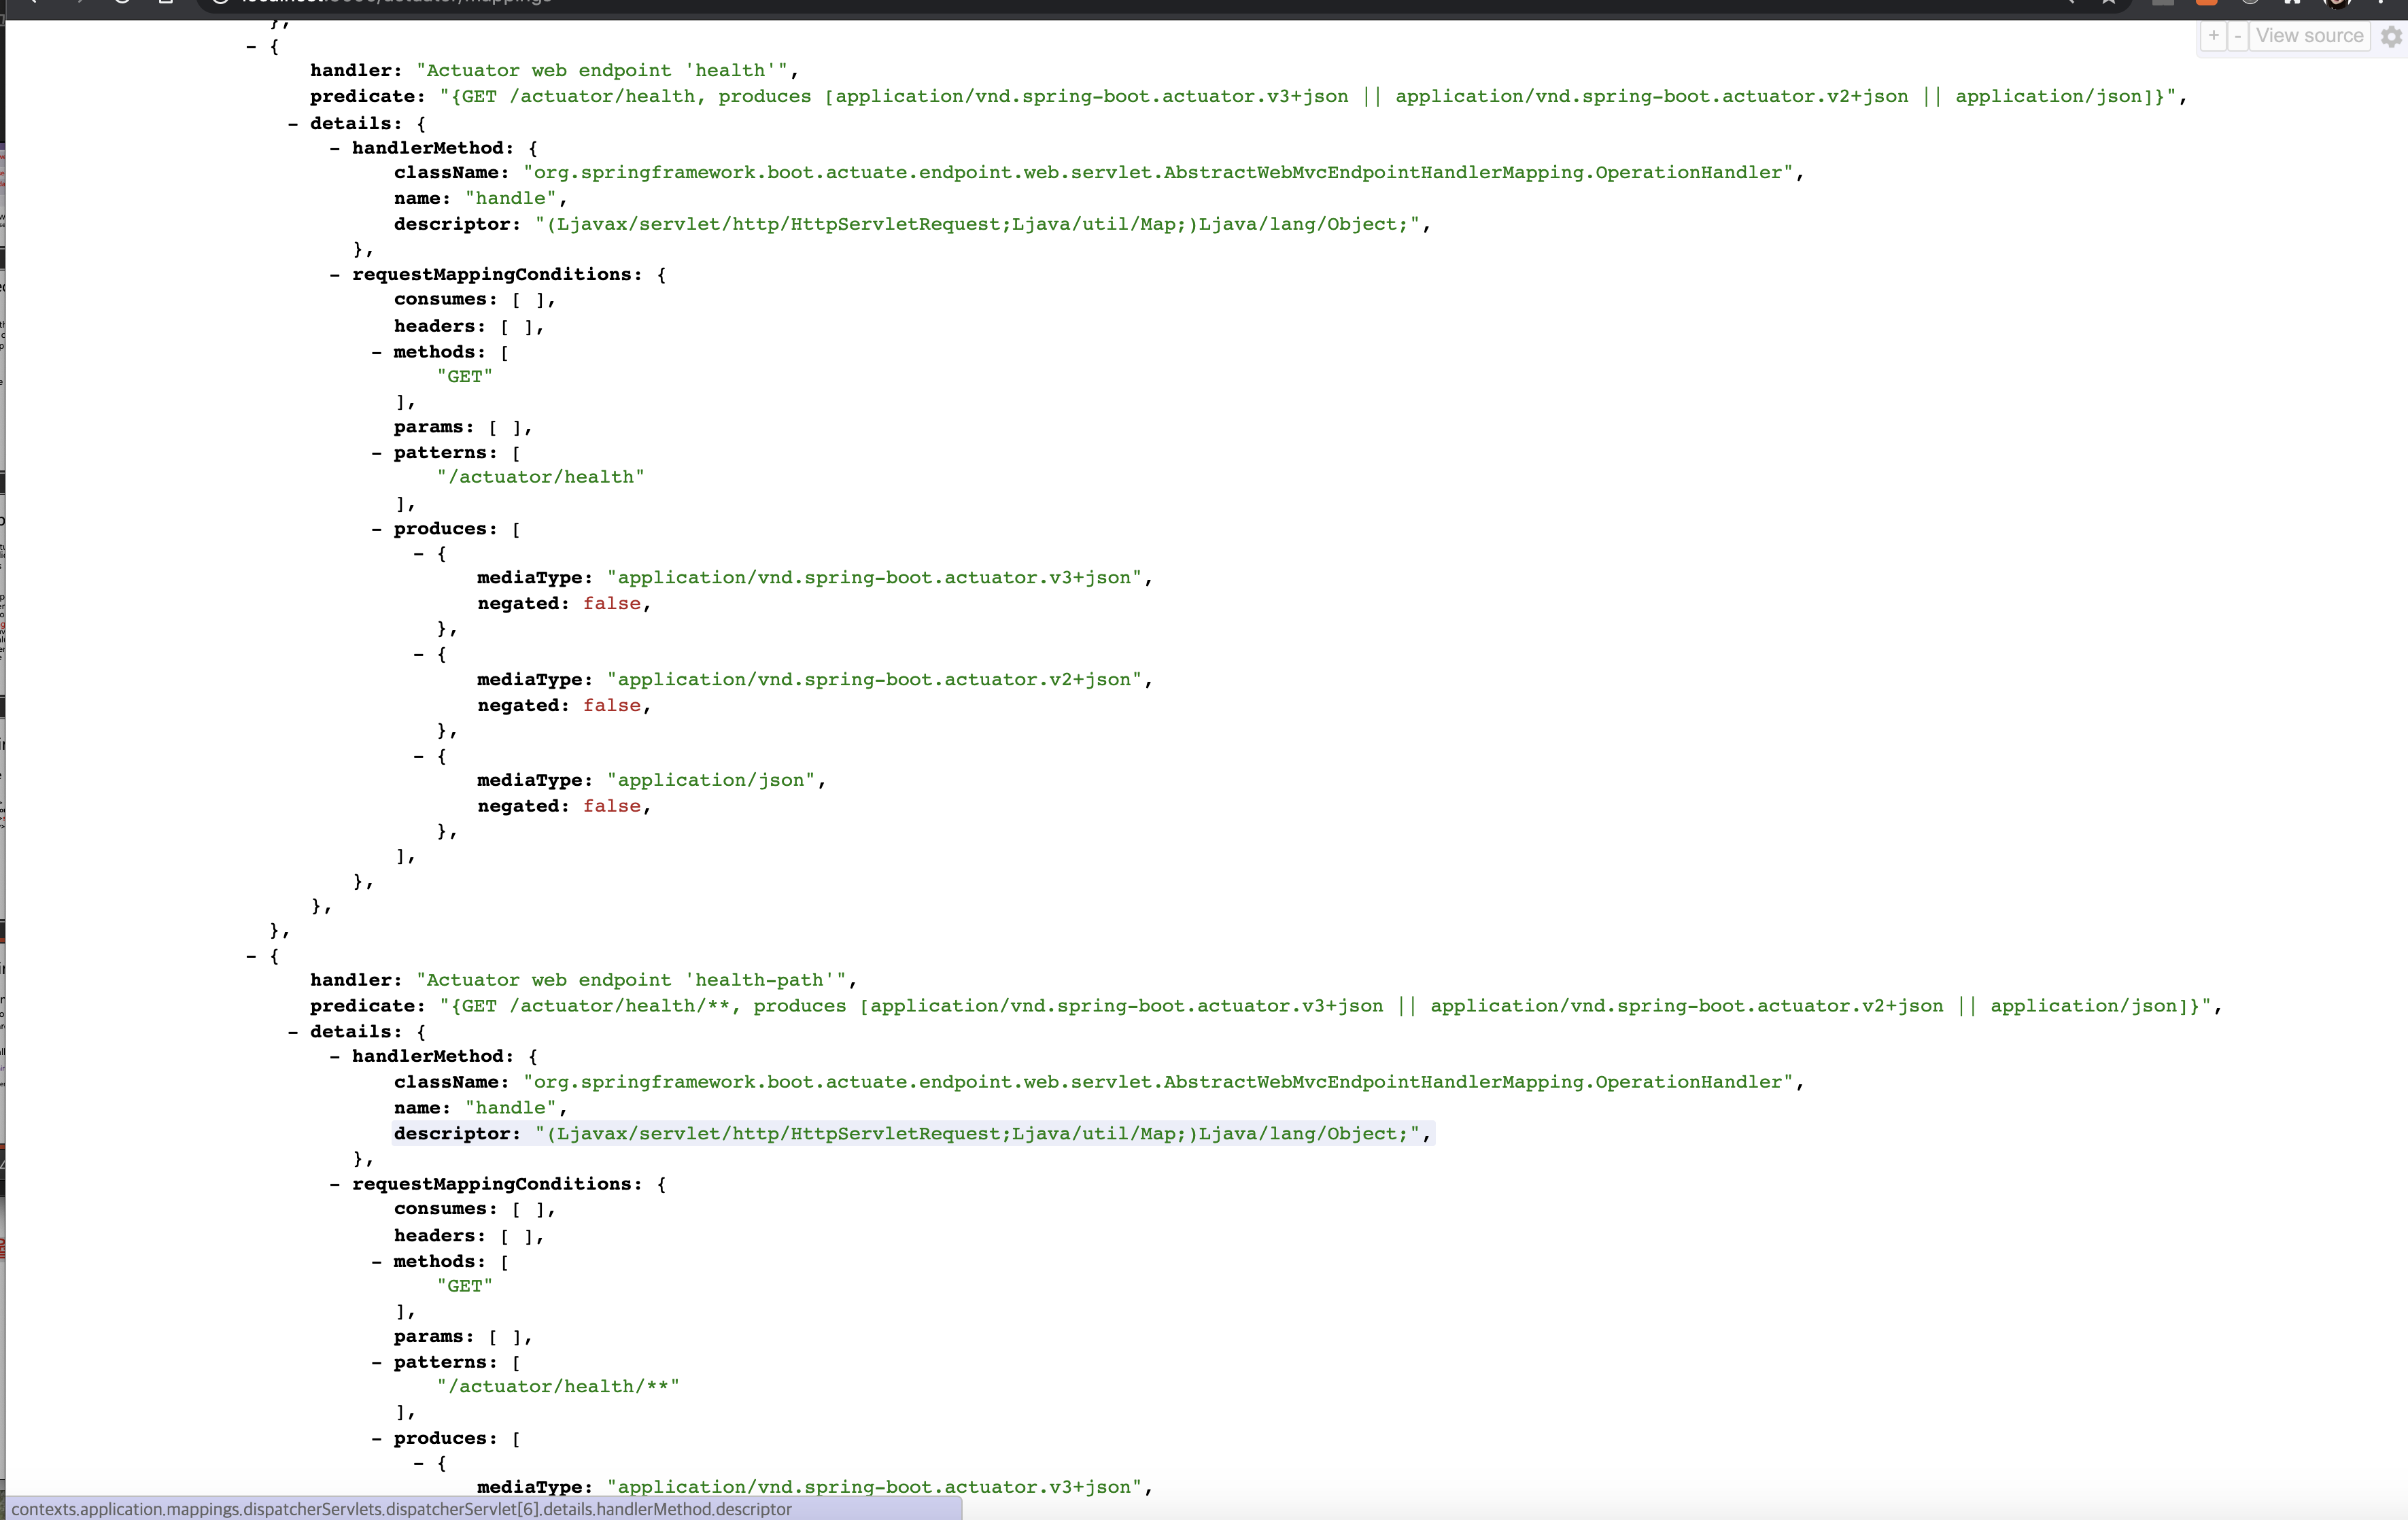 + - View source
},
- {
handler: "Actuator web endpoint 'health'",
predicate: "{GET /actuator/health, produces [application/vnd.spring-boot.actuator.v3+json || application/vnd.spring-boot.actuator.v2+json || application/json]}",
- details: {
- handlerMethod: {
className: "org.springframework.boot.actuate.endpoint.web.servlet.AbstractWebMvcEndpointHandlerMapping.OperationHandler",
name: "handle",
descriptor: "(Ljavax/servlet/http/HttpServletRequest;Ljava/util/Map;)Ljava/lang/Object;",
},
- requestMappingConditions: {
consumes: [ ],
headers: [ ],
- methods: [
"GET"
],
params: [ ],
- patterns: [
"/actuator/health"
],
- produces: [
- {
mediaType: "application/vnd.spring-boot.actuator.v3+json",
negated: false,
},
- {
mediaType: "application/vnd.spring-boot.actuator.v2+json",
negated: false,
},
- {
mediaType: "application/json",
negated: false,
},
],
},
},
},
- {
handler: "Actuator web endpoint 'health-path'",
predicate: "{GET /actuator/health/**, produces [application/vnd.spring-boot.actuator.v3+json || application/vnd.spring-boot.actuator.v2+json || application/json]}",
- details: {
- handlerMethod: {
className: "org.springframework.boot.actuate.endpoint.web.servlet.AbstractWebMvcEndpointHandlerMapping.OperationHandler",
name: "handle",
descriptor: "(Ljavax/servlet/http/HttpServletRequest;Ljava/util/Map;)Ljava/lang/Object;",
},
- requestMappingConditions: {
consumes: [ ],
headers: [ ],
- methods: [
"GET"
],
params: [ ],
- patterns: [
"/actuator/health/**"
],
- produces: [
- {
mediaType: "application/vnd.spring-boot.actuator.v3+json",
contexts.application.mappings.dispatcherServlets.dispatcherServlet[6].details.handlerMethod.descriptor